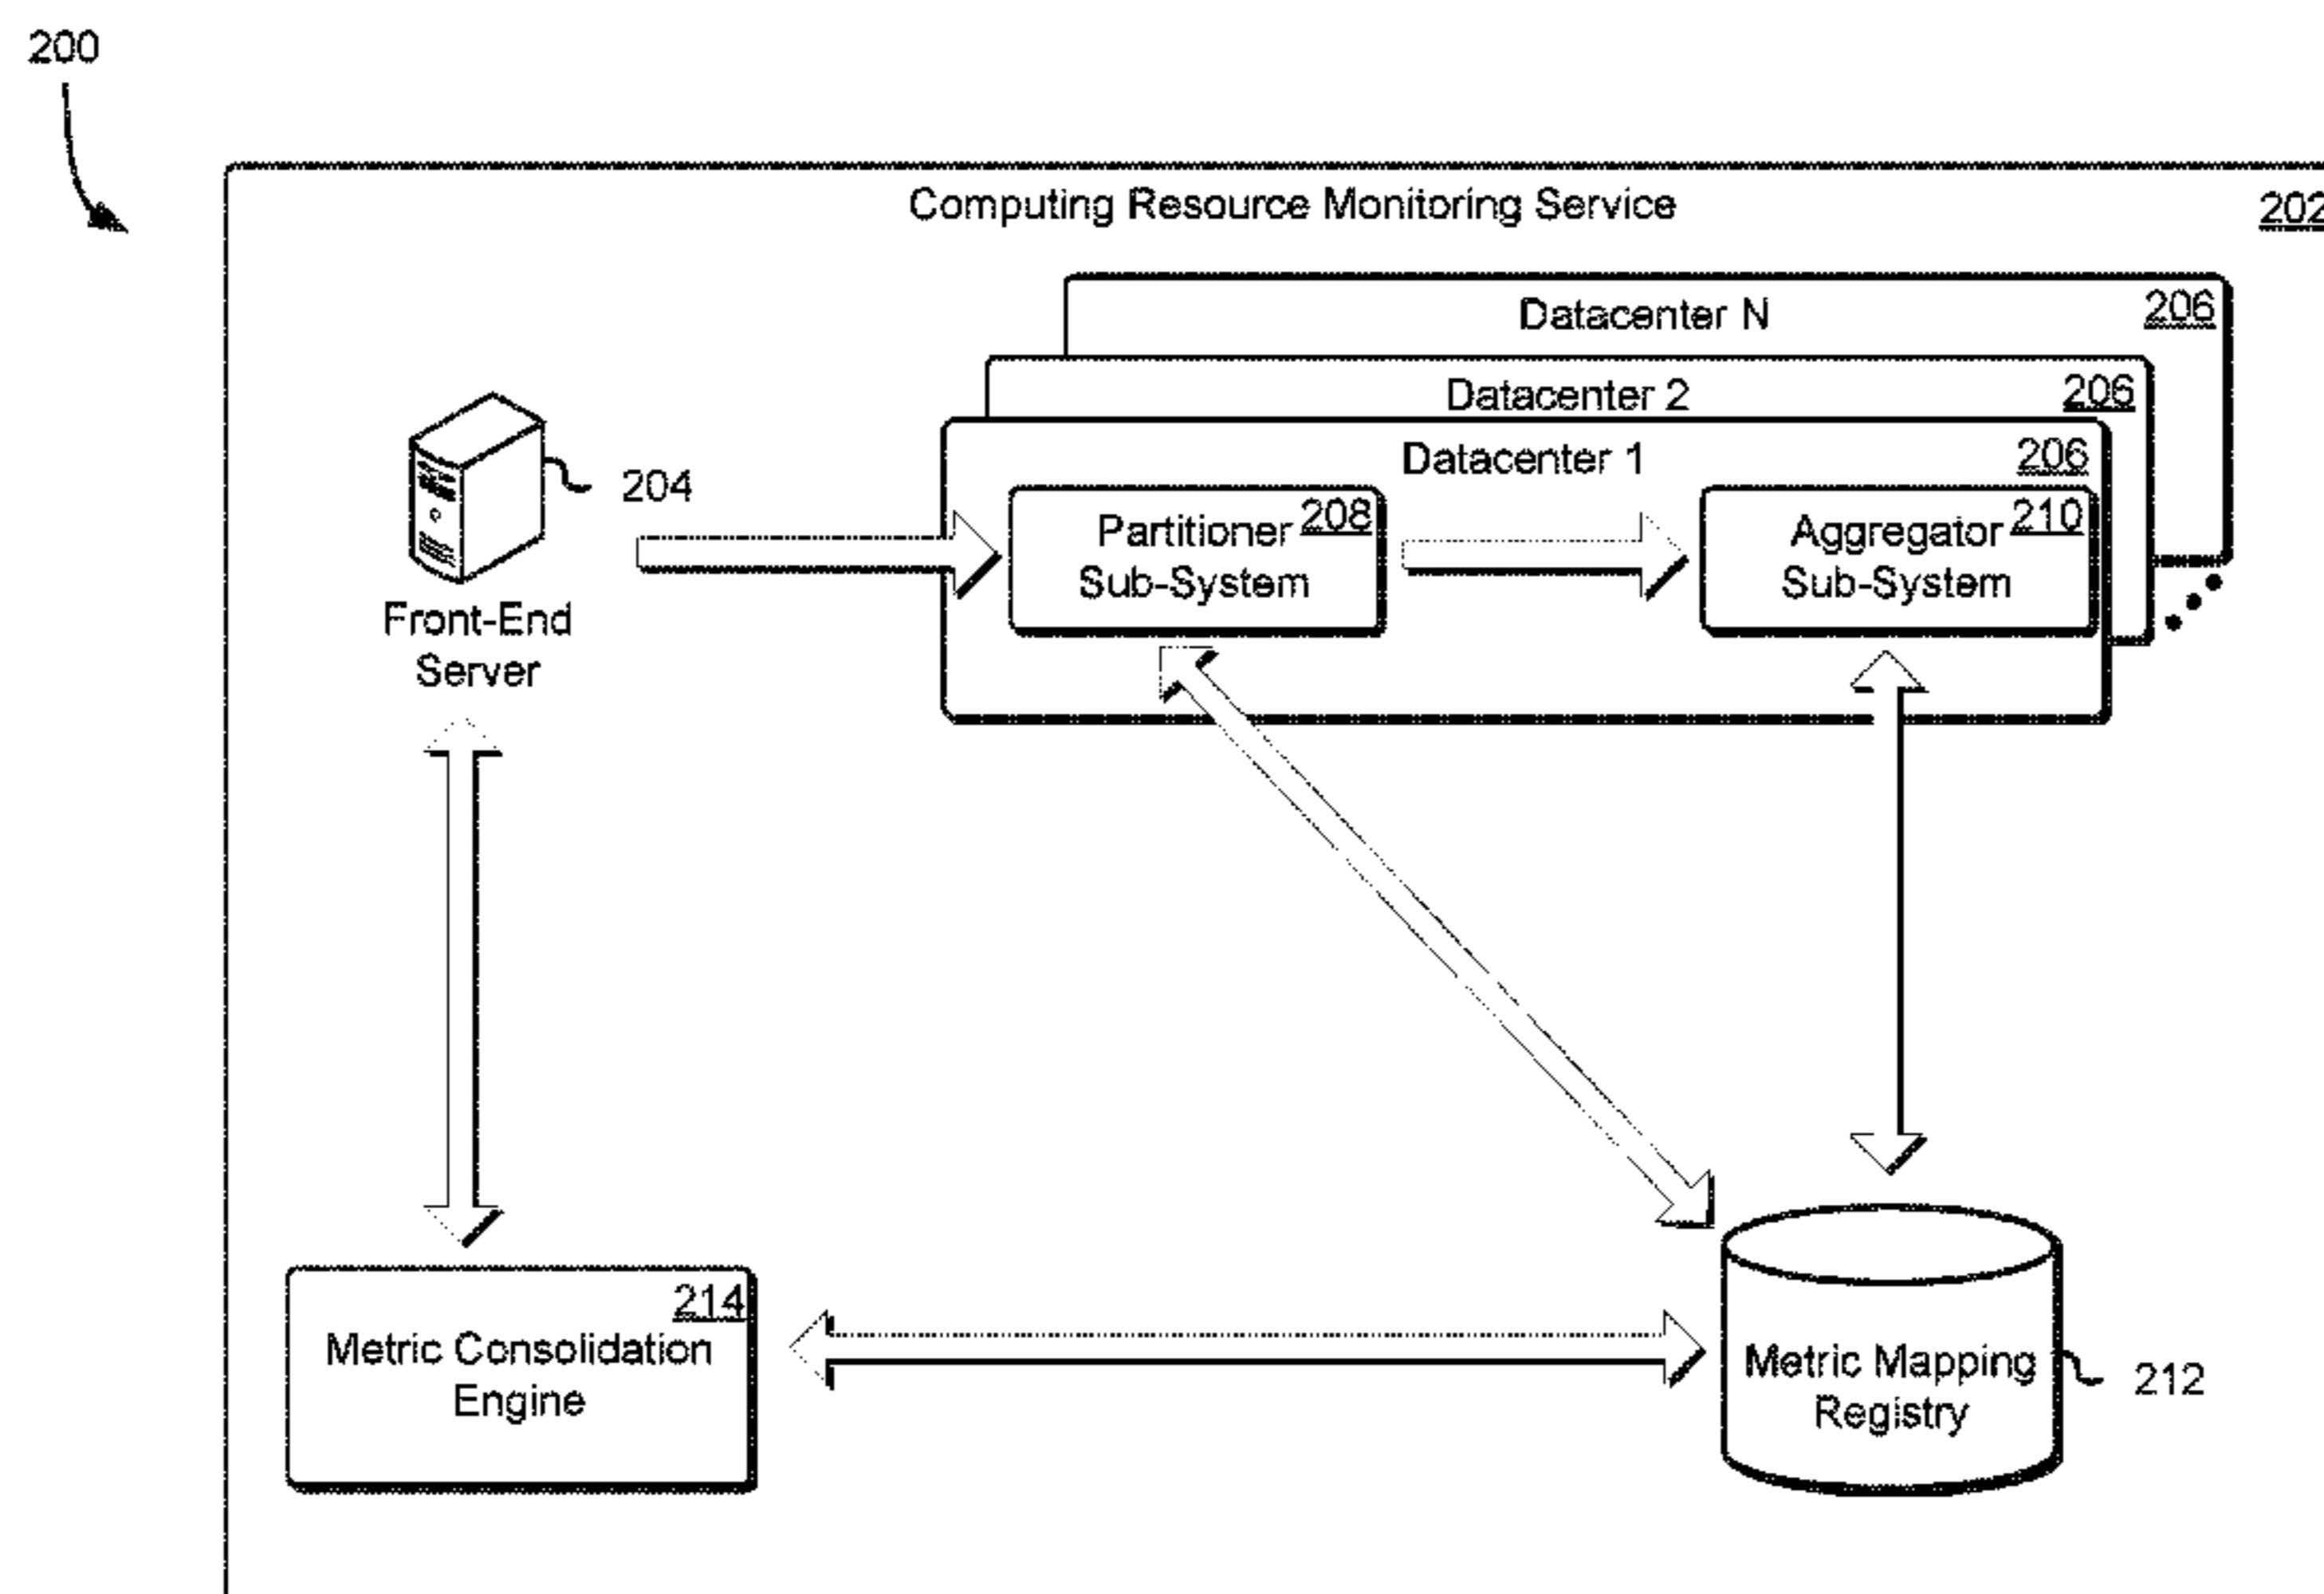 200
Computing Resource Monitoring Service
202
Datacenter N
206
Datacenter 2
206
Datacenter 1
206
204
Partitioner
Sub-System
208
Aggregator
Sub-System
210
Front-End
Server
214
Metric Consolidation
Engine
Metric Mapping
Registry
212